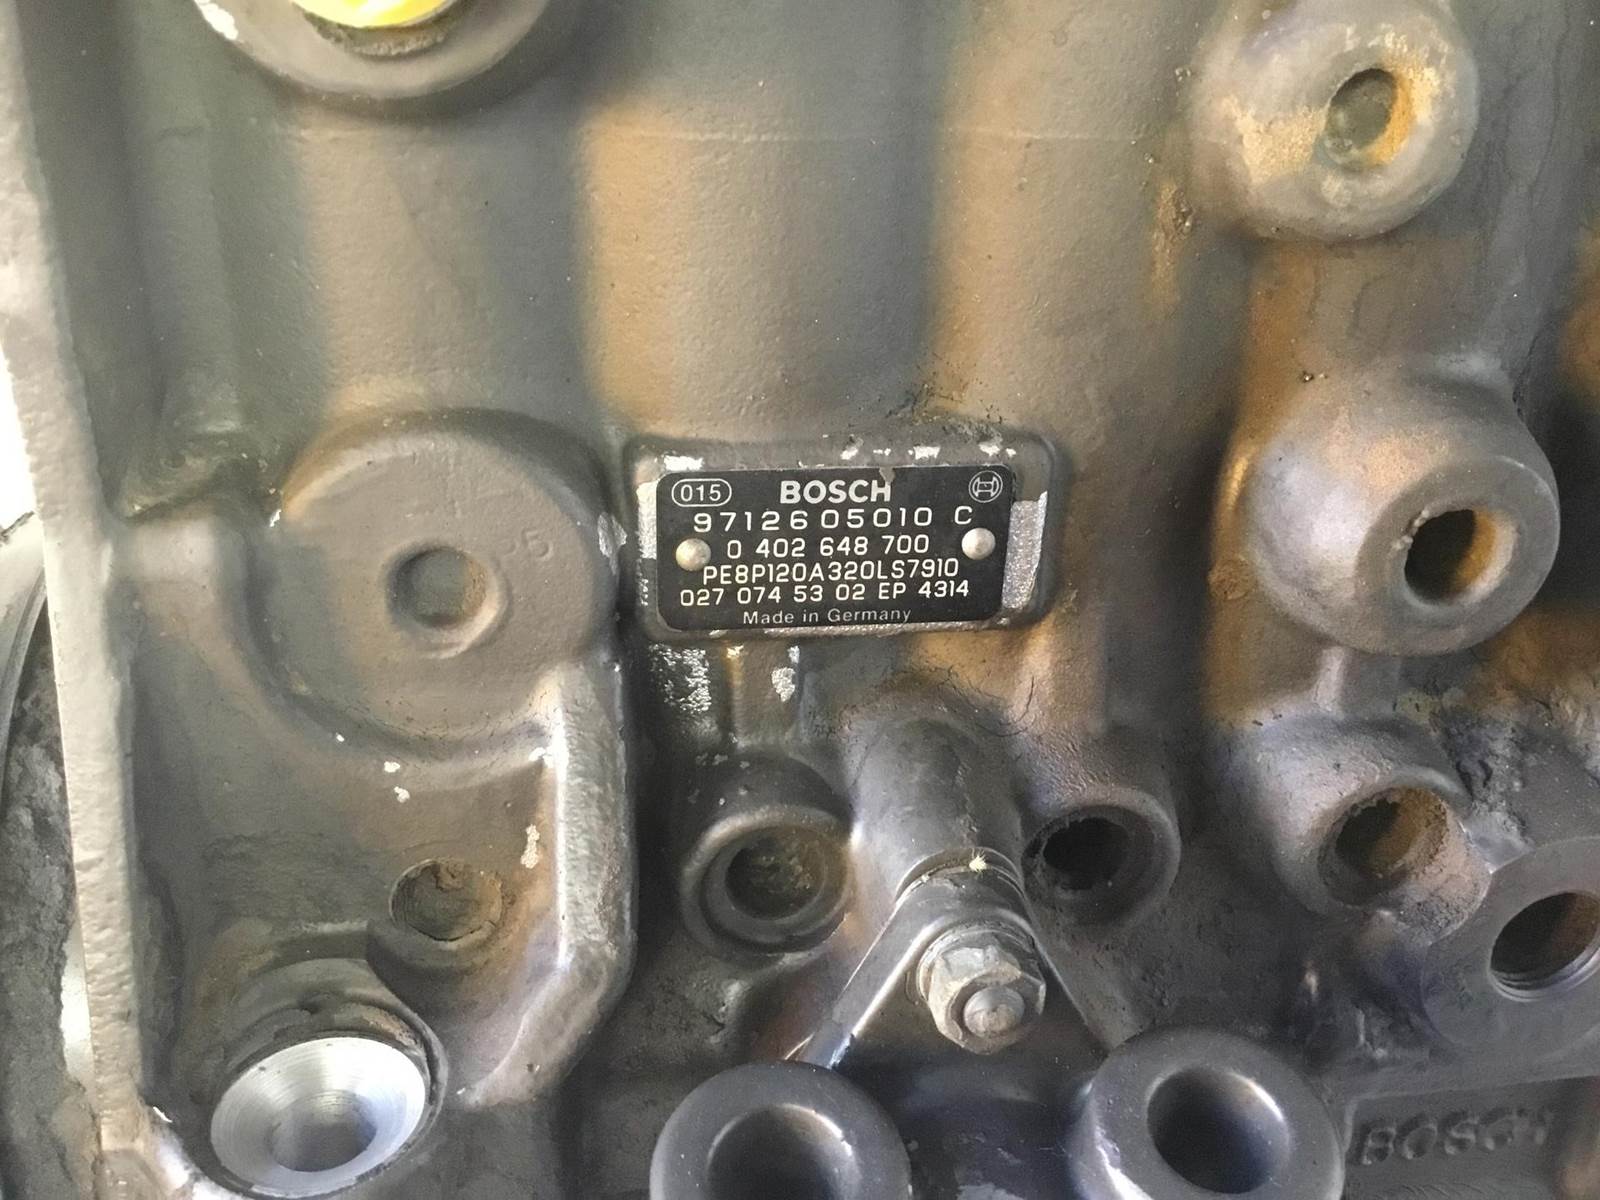 015 BOSCH
9712605010 C
0 402 648 700
PE8P120A320LS7910
027 074 53 02 EP 4314
Made in Germany
BOSCH